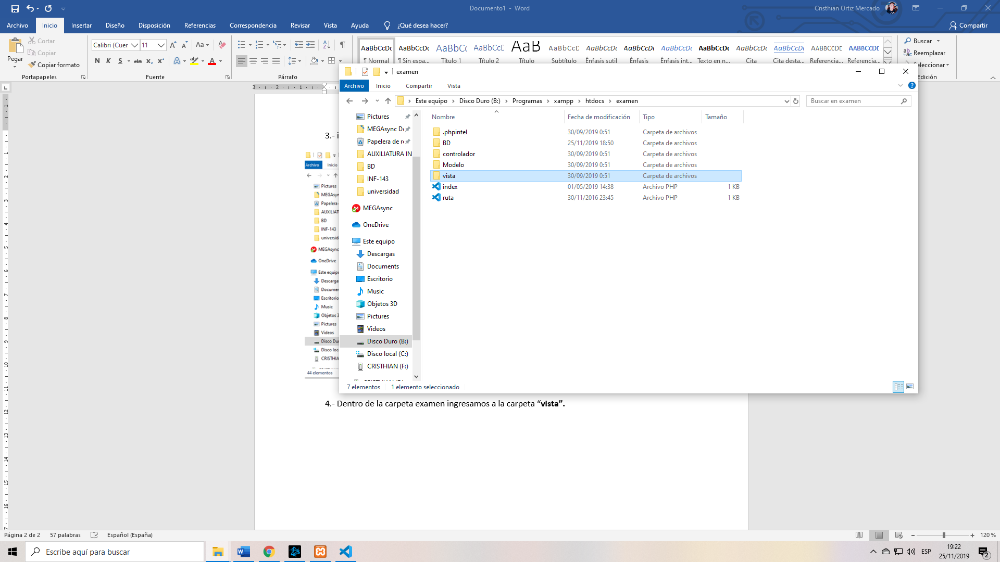 Documento1 - Word
Cristhian Ortiz Mercado
Archivo Inicio Insertar Diseño Disposición Referencias Correspondencia Revisar Vista Ayuda ¿Qué desea hacer? Compartir
Pegar
Cortar
Copiar
Copiar formato
Portapapeles
Calibri (Cuer 11
N K S abc x₂ x²
Fuente
Párrafo
AaBbCcDc AaBbCcDc AaBbCc AaBbCcD AaB AaBbCcD AaBbCcDc AaBbCcDc AaBbCcDc AaBbCcDc AaBbCcDc AaBbCcDc AABBCCDD AABBCCDD
¶ Normal ¶ Sin espa... Título 1 Título 2 Título Subtítulo Énfasis sutil Énfasis Énfasis int... Texto en n... Cita Cita desta... Referencia... Referencia...
Buscar
Reemplazar
Seleccionar
Edición
examen
Archivo Inicio Compartir Vista
Este equipo > Disco Duro (B:) > Programas > xampp > htdocs > examen
Buscar en examen
Pictures
MEGAsync Do
Papelera de re
AUXILIATURA IN
BD
INF-143
universidad
MEGAsync
OneDrive
Este equipo
Descargas
Documents
Escritorio
Music
Objetos 3D
Pictures
Videos
Disco Duro (B:)
Disco local (C:)
CRISTHIAN (F:)
Nombre Fecha de modificación Tipo Tamaño
.phpintel 30/09/2019 0:51 Carpeta de archivos
BD 25/11/2019 18:50 Carpeta de archivos
controlador 30/09/2019 0:51 Carpeta de archivos
Modelo 30/09/2019 0:51 Carpeta de archivos
vista 30/09/2019 0:51 Carpeta de archivos
index 01/05/2019 14:38 Archivo PHP 1 KB
ruta 30/11/2016 23:45 Archivo PHP 1 KB
7 elementos 1 elemento seleccionado
3.- i
Archivo Inicio
Pictures
MEGAsyn
Papelera
AUXILIAT
BD
INF-143
universida
MEGAsync
OneDrive
Este equipo
Descargas
Documen
Escritorio
Music
Objetos 3
Pictures
Videos
Disco Du
Disco loca
CRISTHIA
44 elementos
4.- Dentro de la carpeta examen ingresamos a la carpeta “vista”.
Página 2 de 2 57 palabras Español (España) 120 %
Escribe aquí para buscar
ESP
19:22
25/11/2019
2